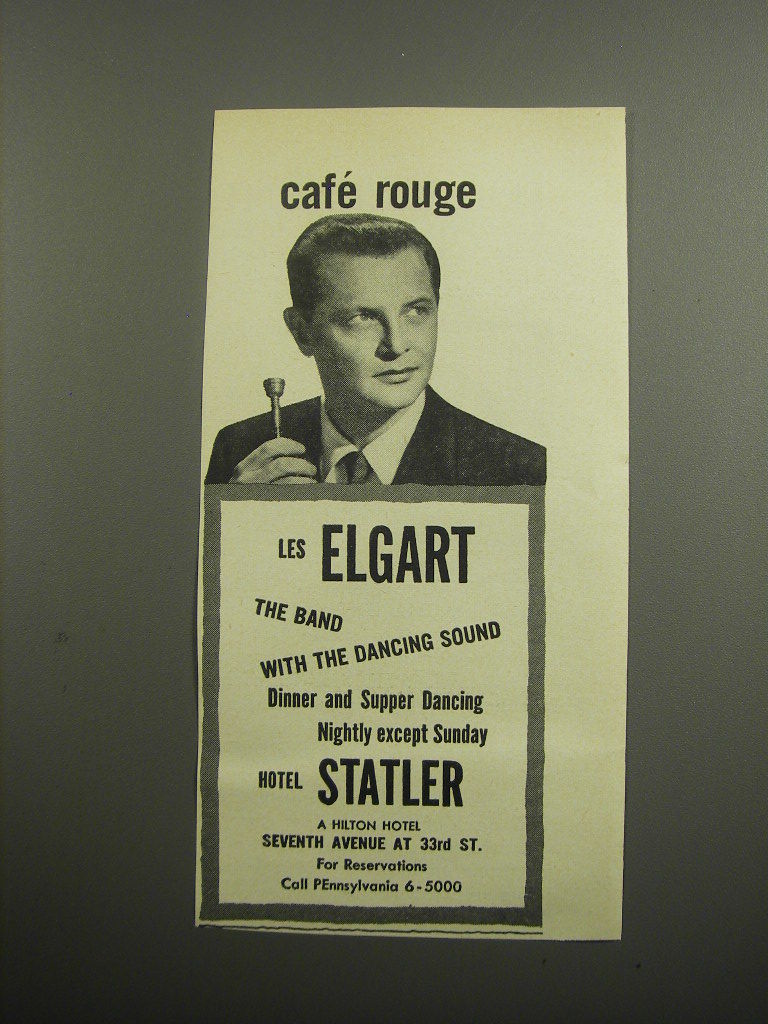 café rouge
LES ELGART
THE BAND
WITH THE DANCING SOUND
Dinner and Supper Dancing
Nightly except Sunday
HOTEL STATLER
A HILTON HOTEL
SEVENTH AVENUE AT 33rd ST.
For Reservations
Call PEnnsylvania 6-5000